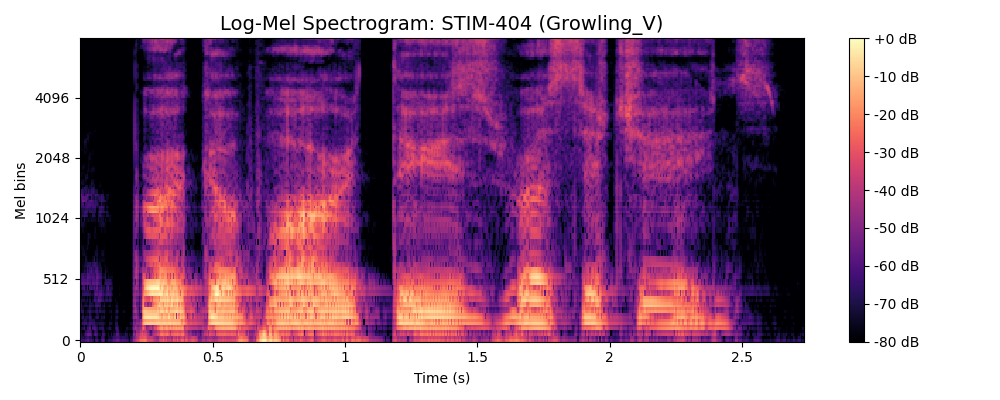 Log-Mel Spectrogram: STIM-404 (Growling_V)
Mel bins
4096
2048
1024
512
0
0
0.5
1
1.5
2
2.5
Time (s)
+0 dB
-10 dB
-20 dB
-30 dB
-40 dB
-50 dB
-60 dB
-70 dB
-80 dB